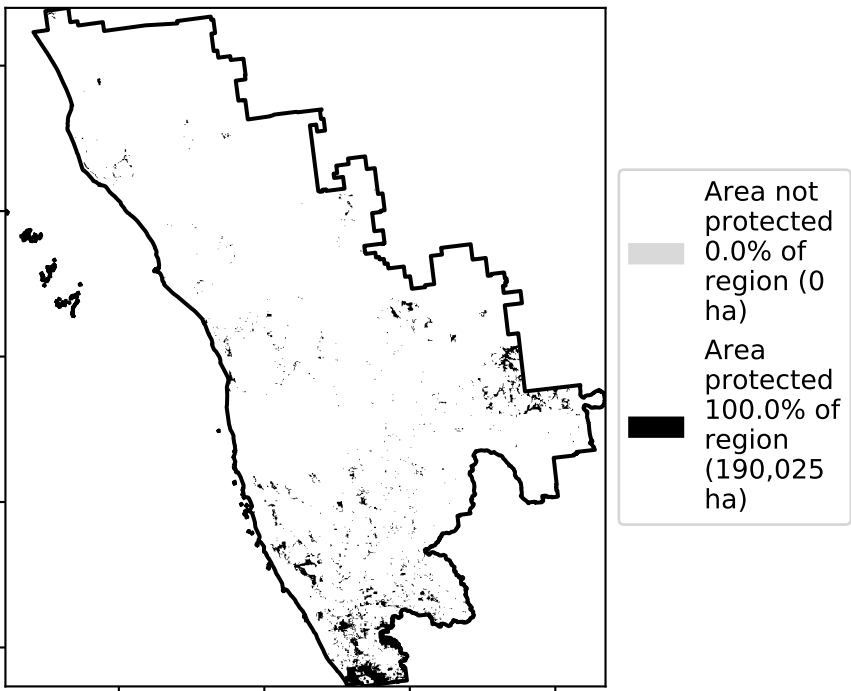 Area not
protected
0.0% of
region (0
ha)
Area
protected
100.0% of
region
(190,025
ha)